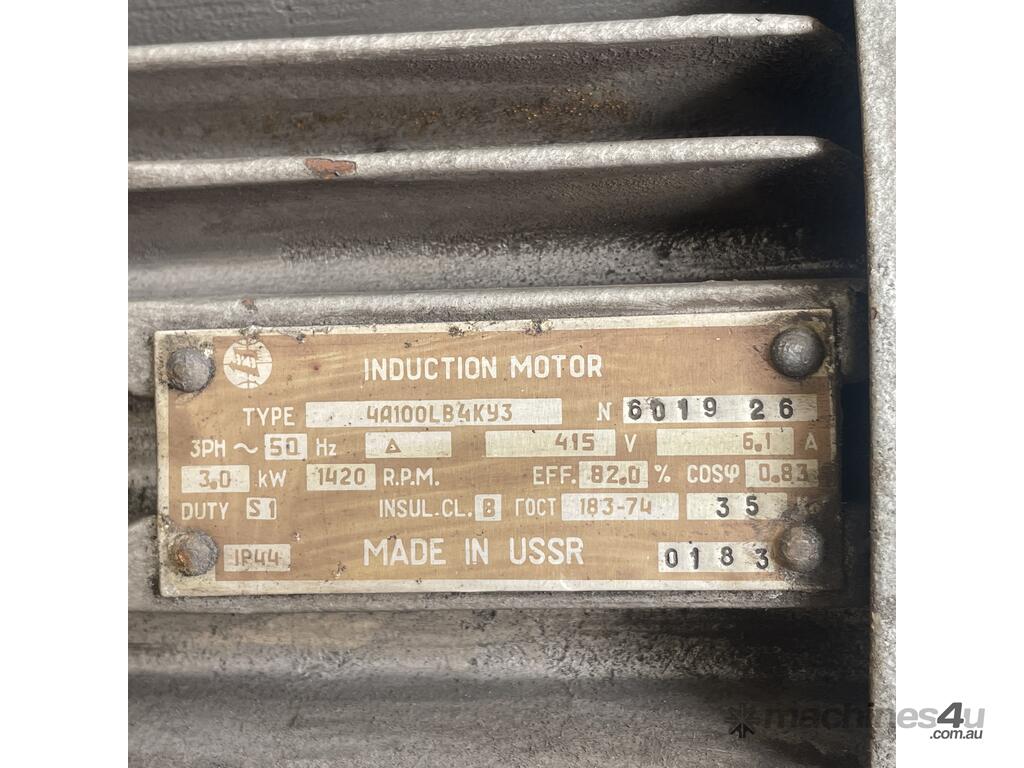 INDUCTION MOTOR
TYPE 4A100LB4KУ3 N 6019 26
3PH ~ 50 Hz Δ 415 V 6.1 A
3.0 kW 1420 R.P.M. EFF. 82.0 % COSφ 0.83
DUTY S1 INSUL.CL. B ГОСТ 183-74 35
IP44 MADE IN USSR 0183
machines4u
.com.au